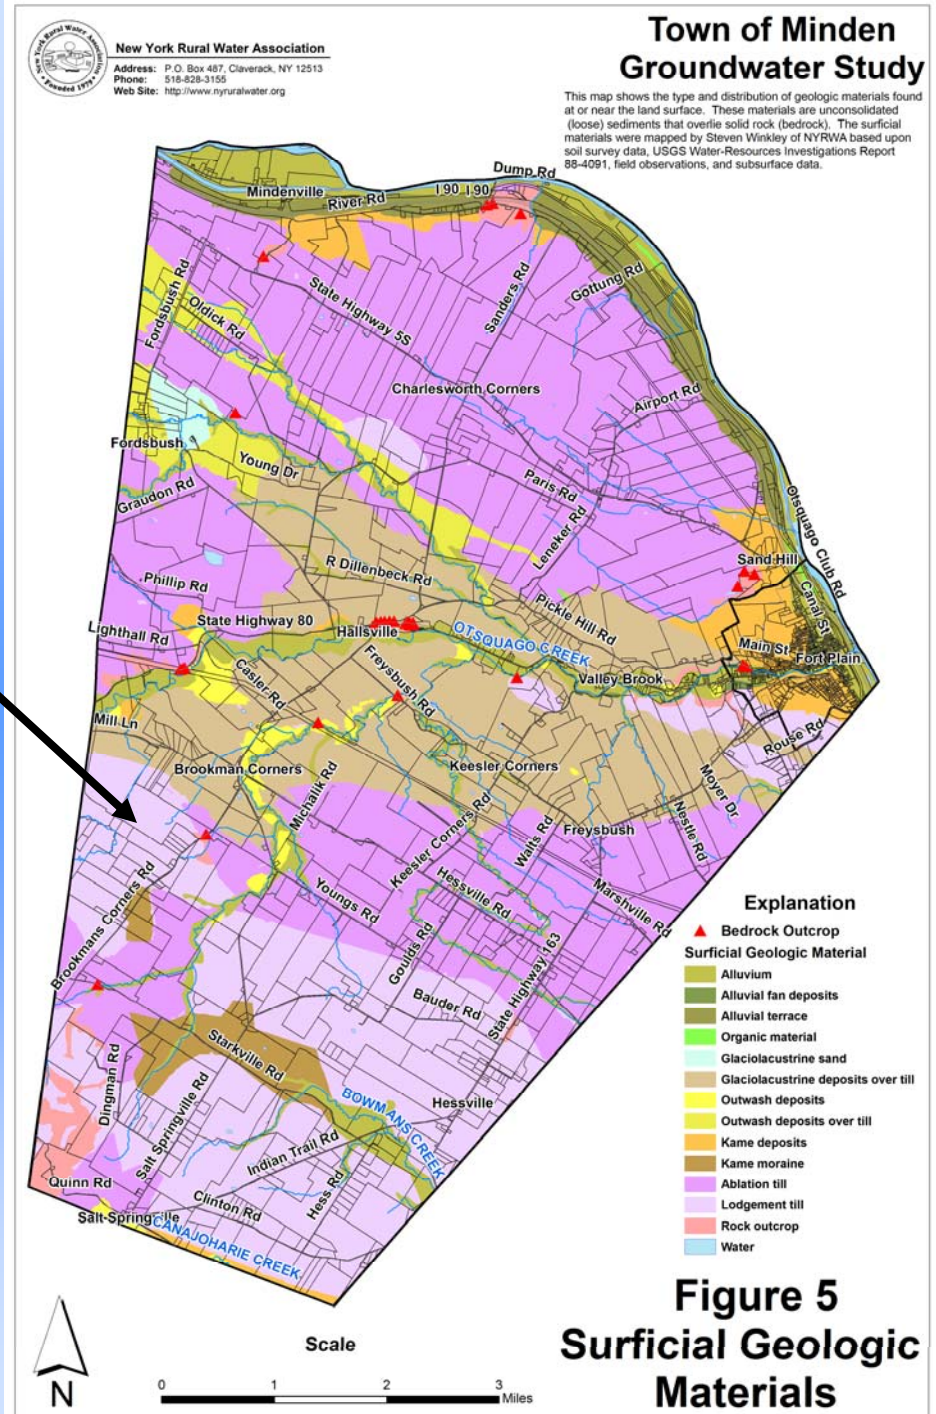 New York Rural Water Association
Founded 1979
New York Rural Water Association
Address: P.O. Box 487, Claverack, NY 12513
Phone: 518-828-3155
Web Site: http://www.nyruralwater.org
Town of Minden
Groundwater Study
This map shows the type and distribution of geologic materials found
at or near the land surface. These materials are unconsolidated
(loose) sediments that overlie solid rock (bedrock). The surficial
materials were mapped by Steven Winkley of NYRWA based upon
soil survey data, USGS Water-Resources Investigations Report
88-4091, field observations, and subsurface data.
Dump Rd
Mindenville
River Rd
I 90
I 90
Fordsbush Rd
Oldick Rd
State Highway 5S
Sanders Rd
Gottung Rd
Charlesworth Corners
Airport Rd
Fordsbush
Young Dr
Graudon Rd
Paris Rd
Leneker Rd
Otsquago Club Rd
Sand Hill
Canal St
R Dillenbeck Rd
Phillip Rd
Pickle Hill Rd
State Highway 80
Lighthall Rd
Hallsville
OTSQUAGO CREEK
Main St
Fort Plain
Casler Rd
Freysbush Rd
Valley Brook
Mill Ln
Rouse Rd
Brookman Corners
Michalik Rd
Keesler Corners
Moyer Dr
Nestle Rd
Keesler Corners Rd
Walts Rd
Freysbush
Brookmans Corners Rd
Youngs Rd
Hessville Rd
Marshville Rd
Goulds Rd
State Highway 163
Bauder Rd
Starkville Rd
Dingman Rd
Salt Springville Rd
BOWMANS CREEK
Hessville
Indian Trail Rd
Hess Rd
Quinn Rd
Clinton Rd
Salt Springville
CANAJOHARIE CREEK
Explanation
Bedrock Outcrop
Surficial Geologic Material
Alluvium
Alluvial fan deposits
Alluvial terrace
Organic material
Glaciolacustrine sand
Glaciolacustrine deposits over till
Outwash deposits
Outwash deposits over till
Kame deposits
Kame moraine
Ablation till
Lodgement till
Rock outcrop
Water
Figure 5
Surficial Geologic
Materials
N
Scale
0 1 2 3
Miles